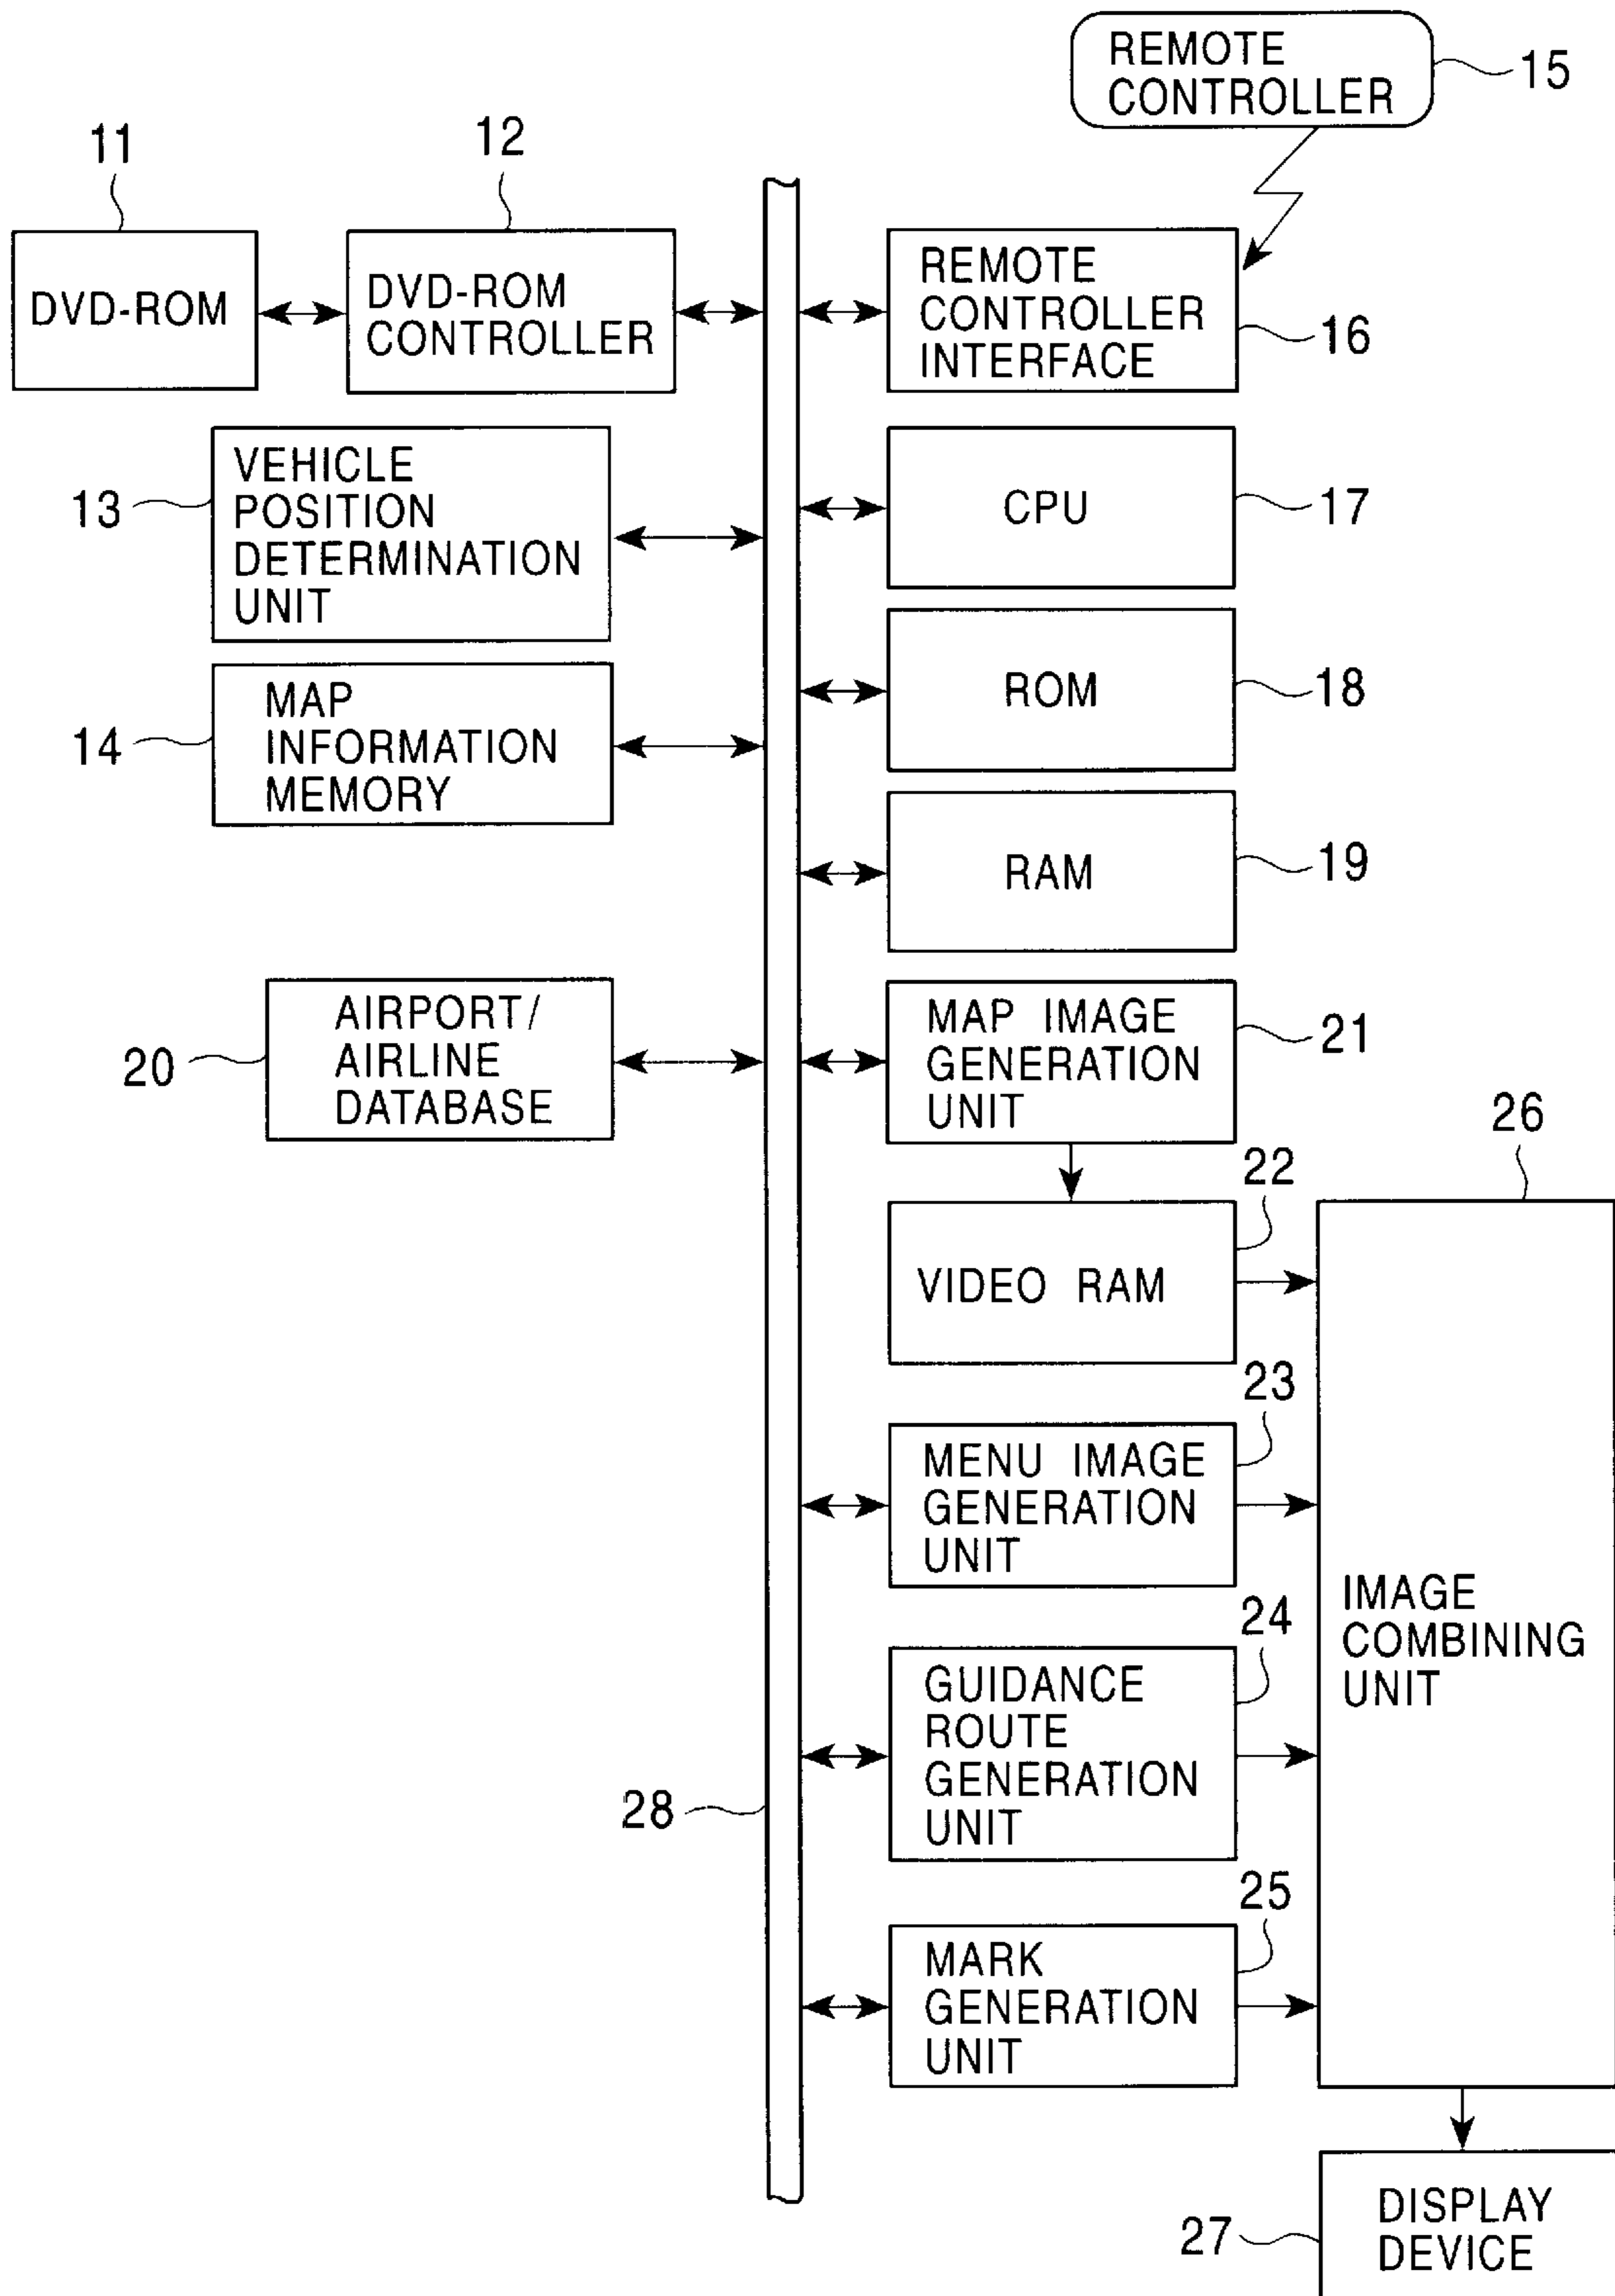 REMOTE
CONTROLLER
15
11
12
DVD-ROM
DVD-ROM
CONTROLLER
REMOTE
CONTROLLER
INTERFACE
16
13
VEHICLE
POSITION
DETERMINATION
UNIT
CPU
17
14
MAP
INFORMATION
MEMORY
ROM
18
RAM
19
20
AIRPORT/
AIRLINE
DATABASE
MAP IMAGE
GENERATION
UNIT
21
26
22
VIDEO RAM
23
MENU IMAGE
GENERATION
UNIT
IMAGE
COMBINING
UNIT
24
GUIDANCE
ROUTE
GENERATION
UNIT
28
25
MARK
GENERATION
UNIT
27
DISPLAY
DEVICE